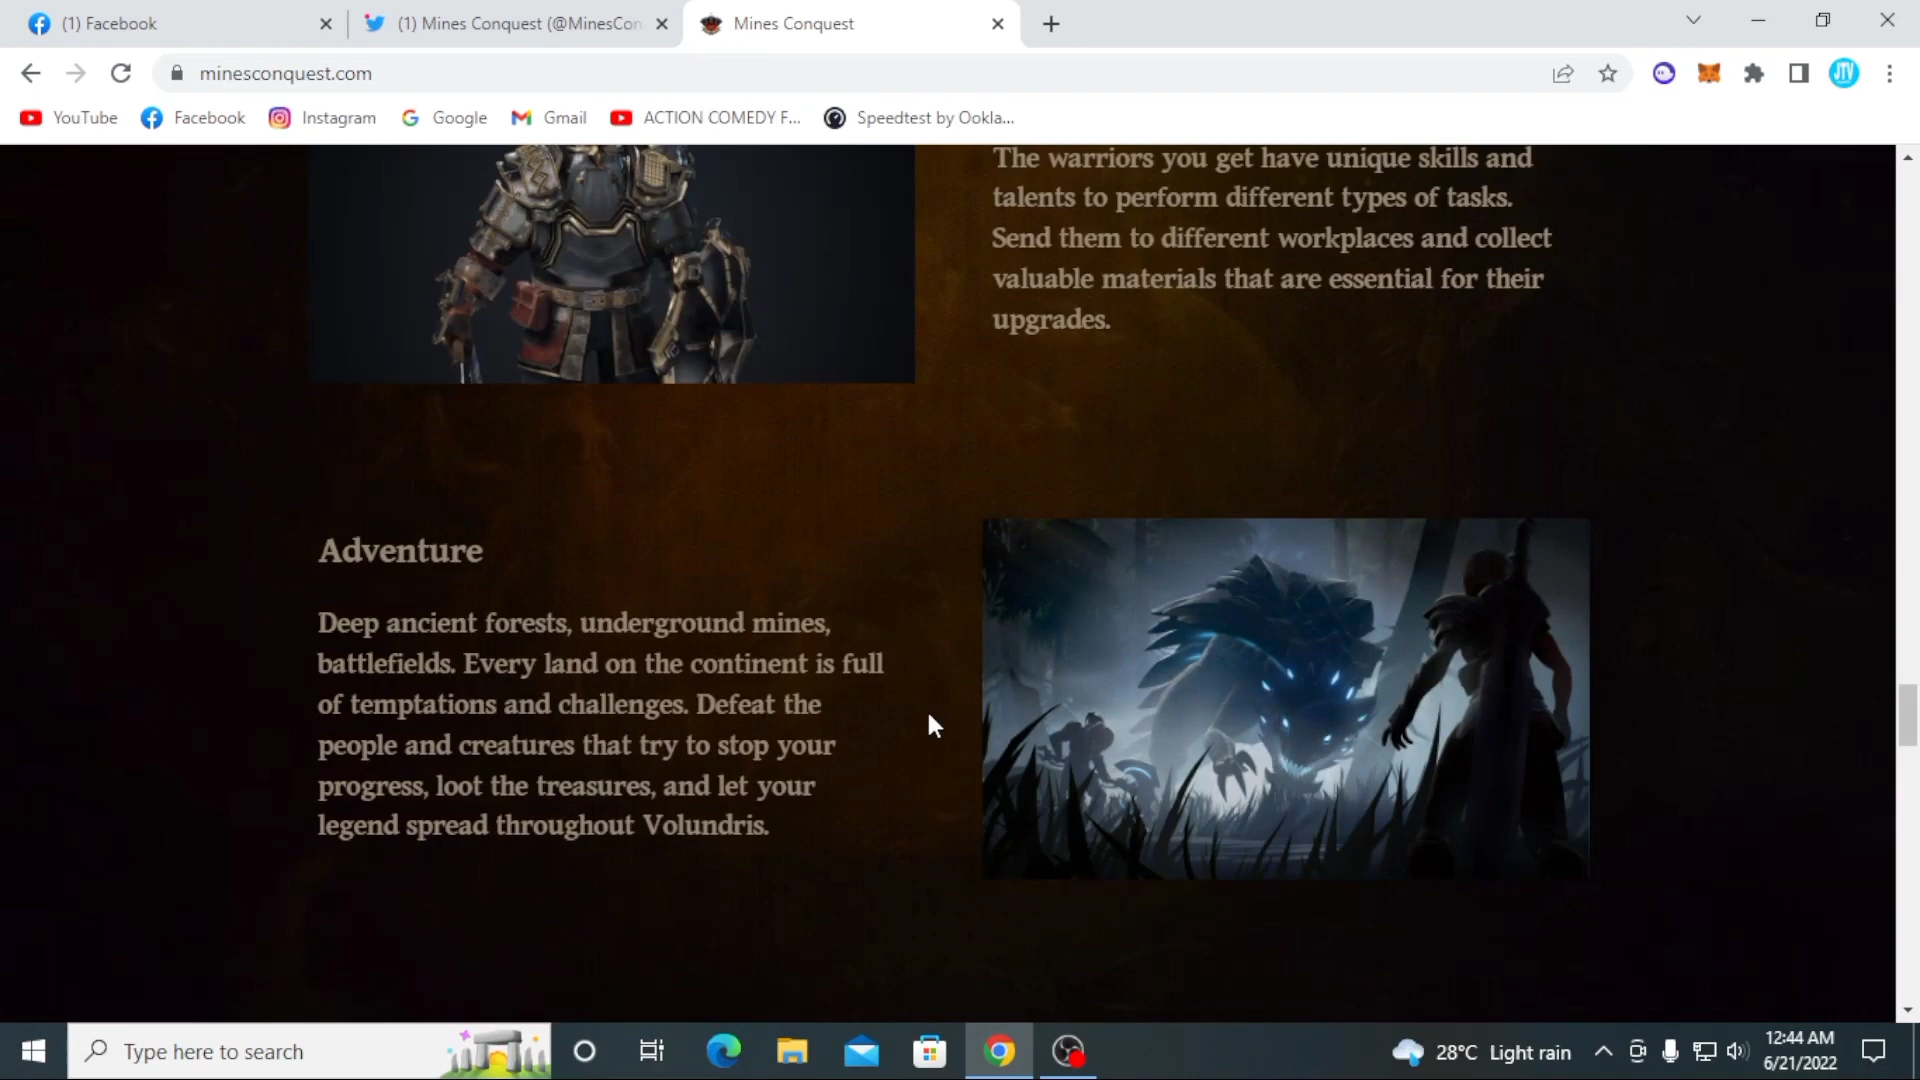 (1) Facebook
(1) Mines Conquest (@MinesCon
Mines Conquest
minesconquest.com
JTV
YouTube
Facebook
Instagram
Google
Gmail
ACTION COMEDY F...
Speedtest by Ookla...
The warriors you get have unique skills and
talents to perform different types of tasks.
Send them to different workplaces and collect
valuable materials that are essential for their
upgrades.
Adventure
Deep ancient forests, underground mines,
battlefields. Every land on the continent is full
of temptations and challenges. Defeat the
people and creatures that try to stop your
progress, loot the treasures, and let your
legend spread throughout Volundris.
Type here to search
28°C Light rain
12:44 AM
6/21/2022